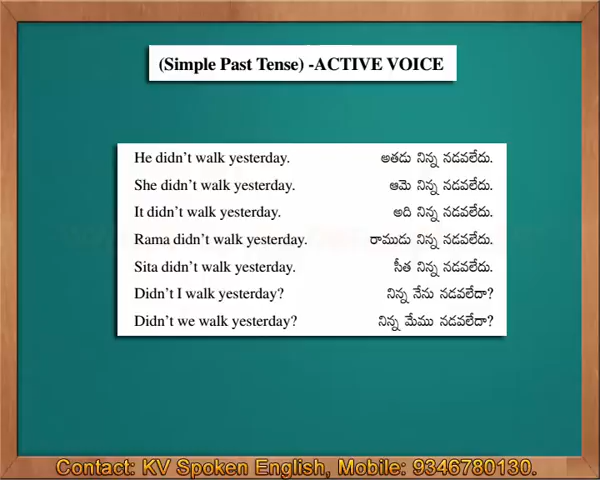 (Simple Past Tense) -ACTIVE VOICE
He didn't walk yesterday. అతడు నిన్న నడవలేదు.
She didn't walk yesterday. ఆమె నిన్న నడవలేదు.
It didn't walk yesterday. అది నిన్న నడవలేదు.
Rama didn't walk yesterday. రాముడు నిన్న నడవలేదు.
Sita didn't walk yesterday. సీత నిన్న నడవలేదు.
Didn't I walk yesterday? నిన్న నేను నడవలేదా?
Didn't we walk yesterday? నిన్న మేము నడవలేదా?
Contact: KV Spoken English, Mobile: 9346780130.